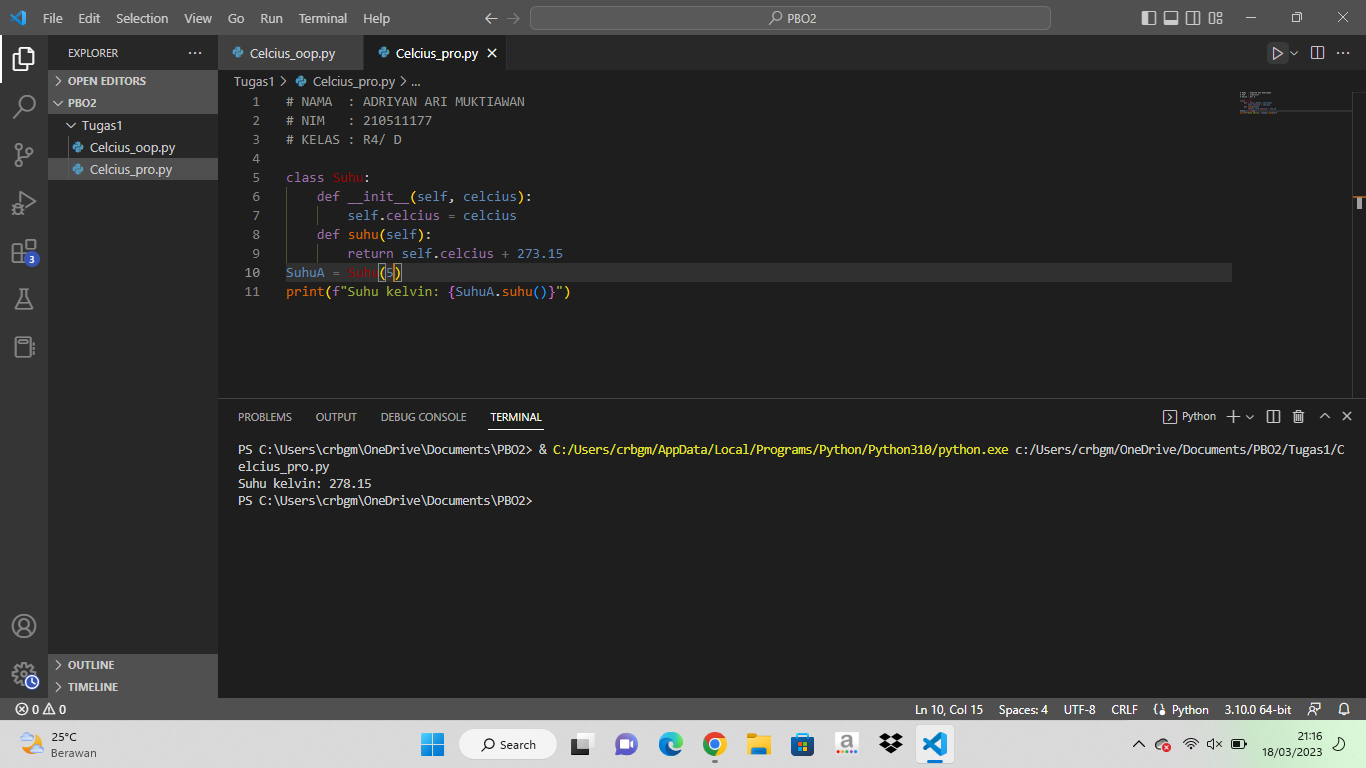 File Edit Selection View Go Run Terminal Help PBO2
EXPLORER
OPEN EDITORS
PBO2
Tugas1
Celcius_oop.py
Celcius_pro.py
3
OUTLINE
TIMELINE
Celcius_oop.py Celcius_pro.py
Tugas1 > Celcius_pro.py > ...
1 # NAMA  : ADRIYAN ARI MUKTIAWAN
2 # NIM   : 210511177
3 # KELAS : R4/ D
4
5 class Suhu:
6     def __init__(self, celcius):
7         self.celcius = celcius
8     def suhu(self):
9         return self.celcius + 273.15
10 SuhuA = Suhu(5)
11 print(f"Suhu kelvin: {SuhuA.suhu()}")
PROBLEMS OUTPUT DEBUG CONSOLE TERMINAL Python
PS C:\Users\crbgm\OneDrive\Documents\PBO2> & C:/Users/crbgm/AppData/Local/Programs/Python/Python310/python.exe c:/Users/crbgm/OneDrive/Documents/PBO2/Tugas1/C
elcius_pro.py
Suhu kelvin: 278.15
PS C:\Users\crbgm\OneDrive\Documents\PBO2>
0 0 Ln 10, Col 15 Spaces: 4 UTF-8 CRLF Python 3.10.0 64-bit
25°C
Berawan
Search
a
21:16
18/03/2023